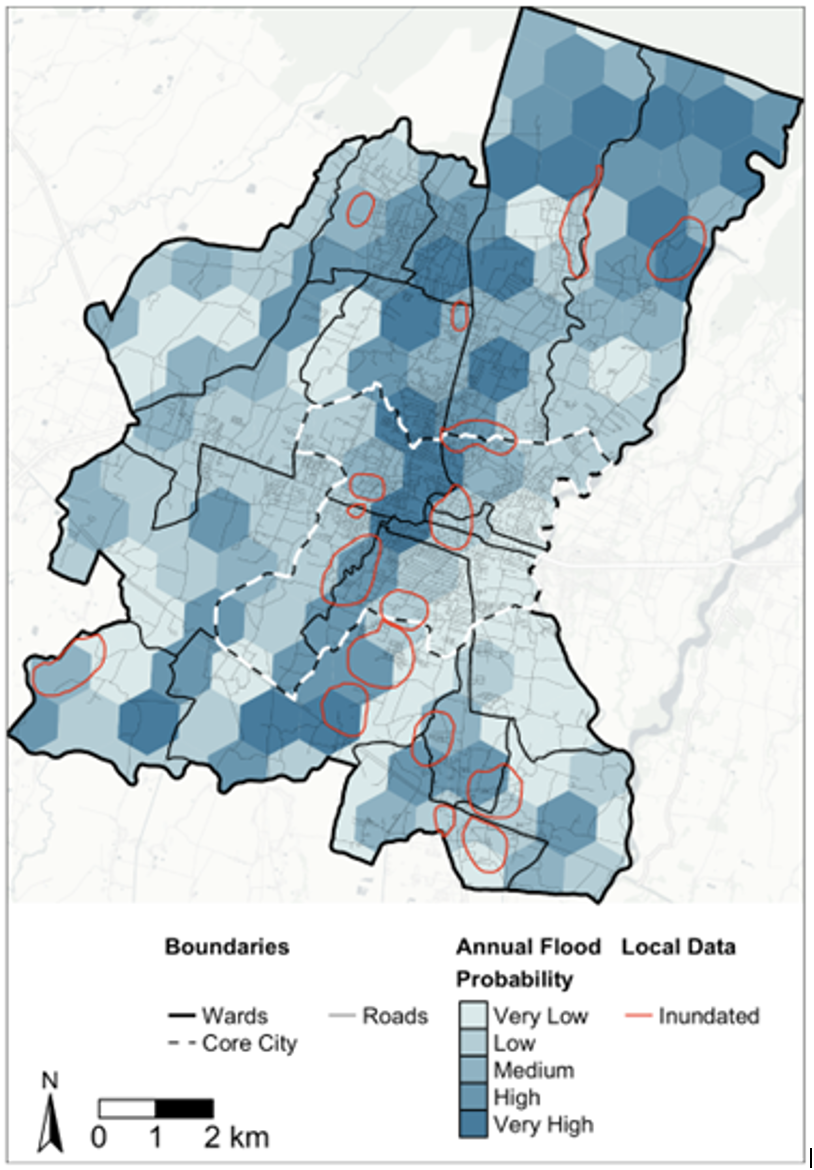 Boundaries
Annual Flood Probability
Local Data
Wards
Roads
Core City
Very Low
Low
Medium
High
Very High
Inundated
N
0 1 2 km